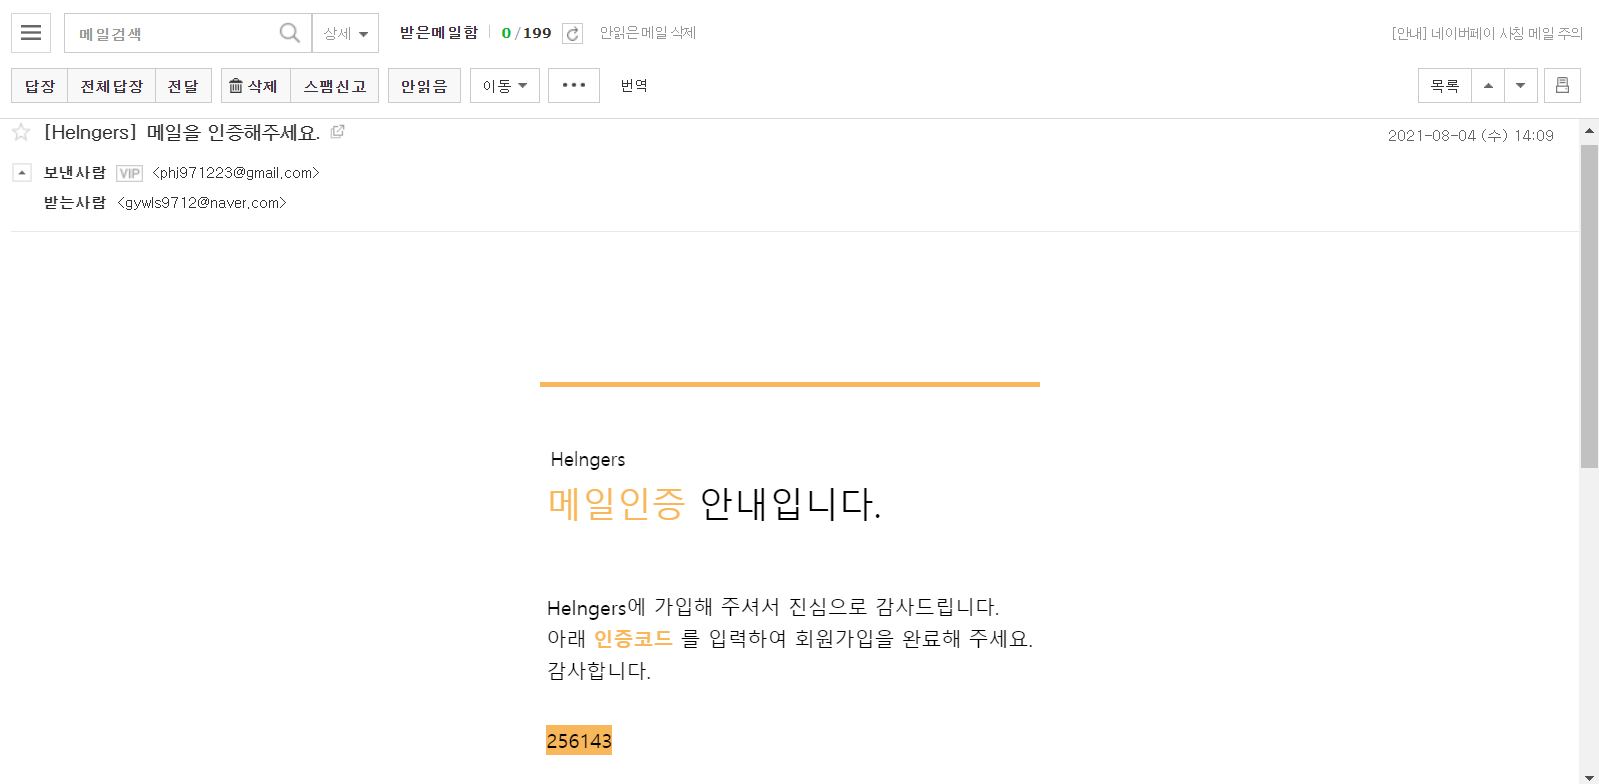 메일검색 상세 받은메일함 0/199 안읽은 메일 삭제 [안내] 네이버페이 사칭 메일 주의
답장 전체답장 전달 삭제 스팸신고 안읽음 이동 ••• 번역 목록
[Helngers] 메일을 인증해주세요. 2021-08-04 (수) 14:09
보낸사람 VIP <phj971223@gmail.com>
받는사람 <gywls9712@naver.com>
Helngers
메일인증 안내입니다.
Helngers에 가입해 주셔서 진심으로 감사드립니다.
아래 인증코드 를 입력하여 회원가입을 완료해 주세요.
감사합니다.
256143